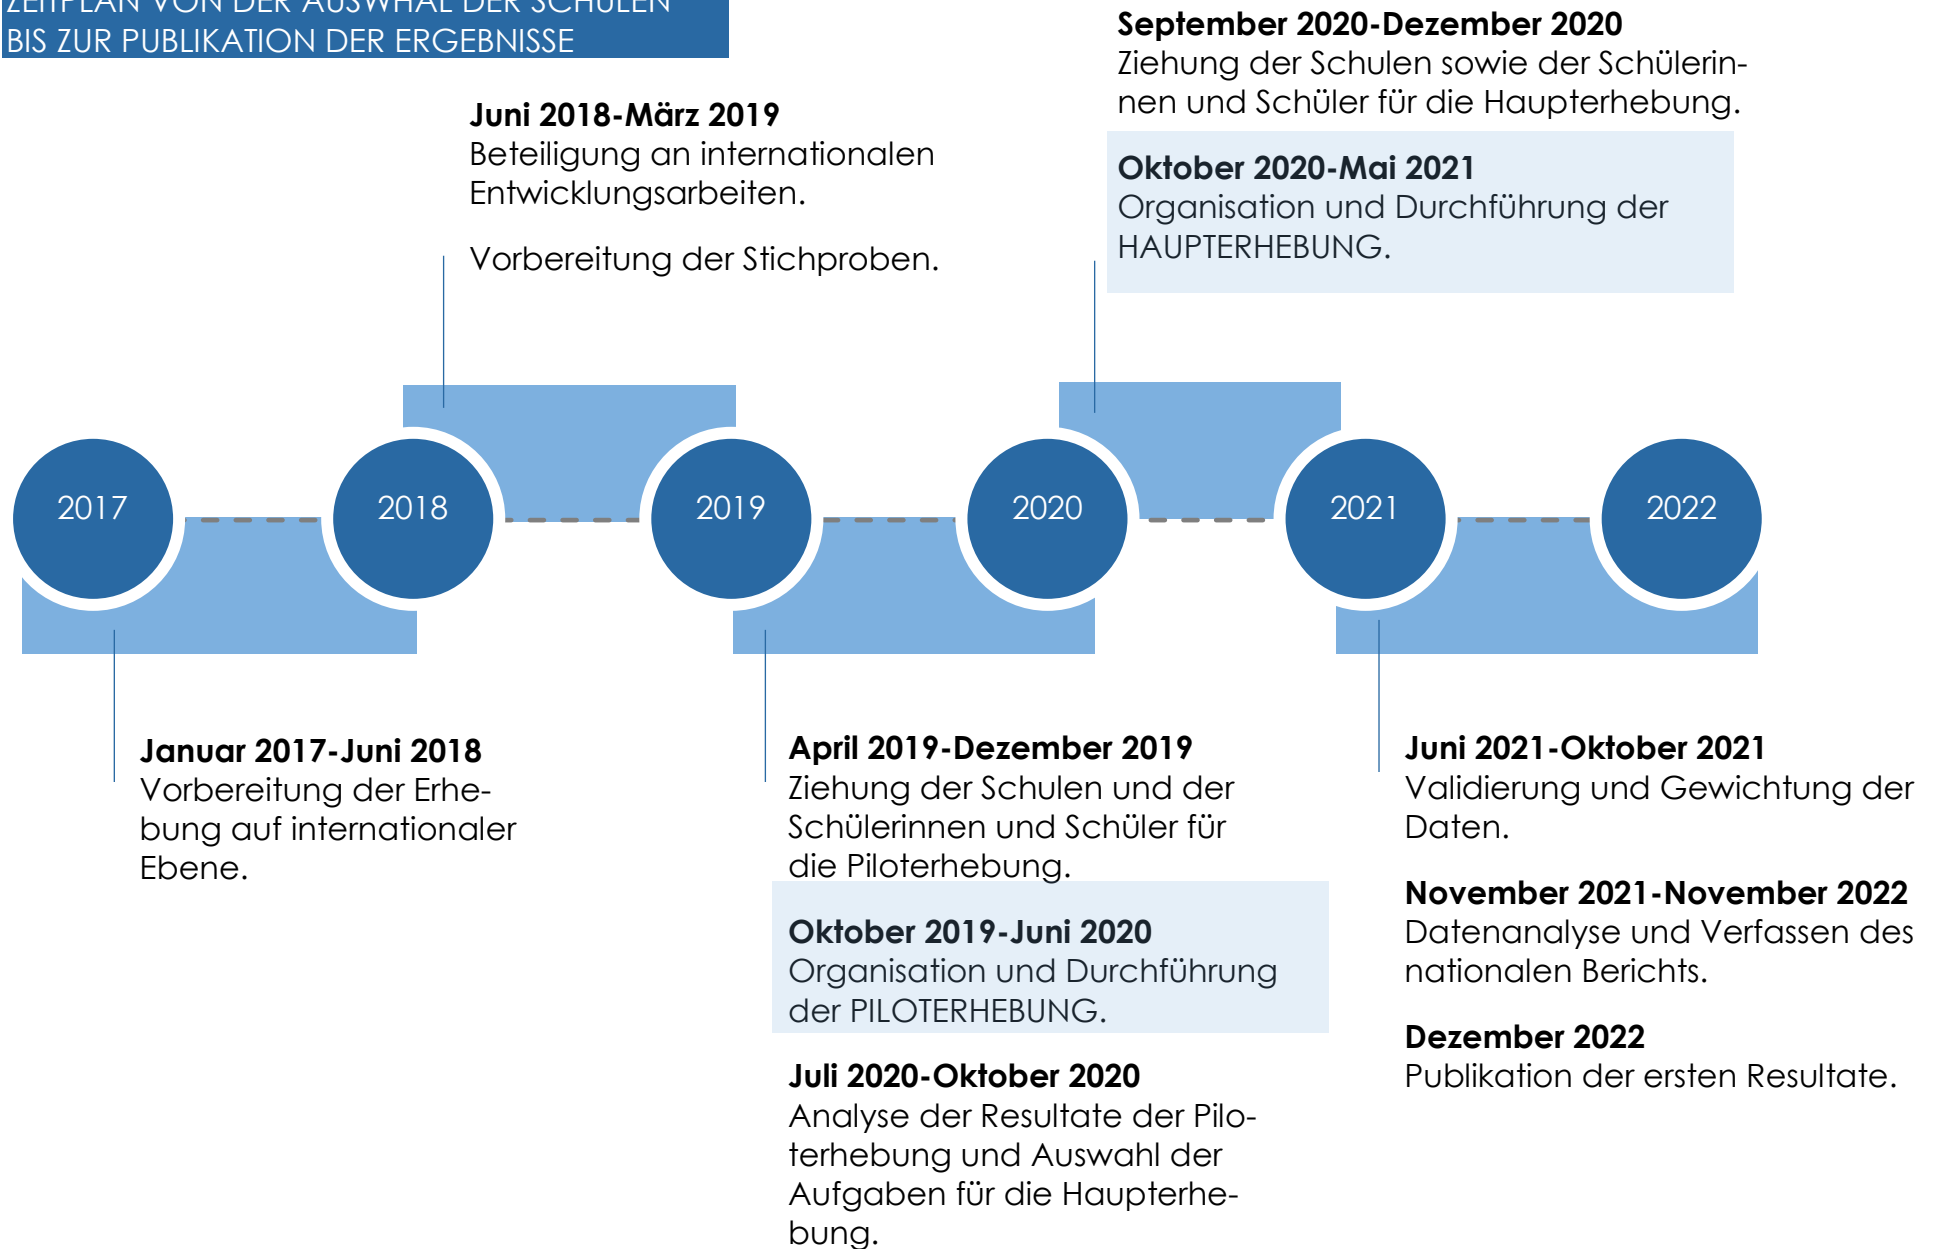 ZEITPLAN VON DER AUSWHAL DER SCHULEN
BIS ZUR PUBLIKATION DER ERGEBNISSE
Juni 2018-März 2019
Beteiligung an internationalen
Entwicklungsarbeiten.
Vorbereitung der Stichproben.
September 2020-Dezember 2020
Ziehung der Schulen sowie der Schülerin-
nen und Schüler für die Haupterhebung.
Oktober 2020-Mai 2021
Organisation und Durchführung der
HAUPTERHEBUNG.
2017
2018
2019
2020
2021
2022
Januar 2017-Juni 2018
Vorbereitung der Erhe-
bung auf internationaler
Ebene.
April 2019-Dezember 2019
Ziehung der Schulen und der
Schülerinnen und Schüler für
die Piloterhebung.
Oktober 2019-Juni 2020
Organisation und Durchführung
der PILOTERHEBUNG.
Juli 2020-Oktober 2020
Analyse der Resultate der Pilo-
terhebung und Auswahl der
Aufgaben für die Haupterhe-
bung.
Juni 2021-Oktober 2021
Validierung und Gewichtung der
Daten.
November 2021-November 2022
Datenanalyse und Verfassen des
nationalen Berichts.
Dezember 2022
Publikation der ersten Resultate.